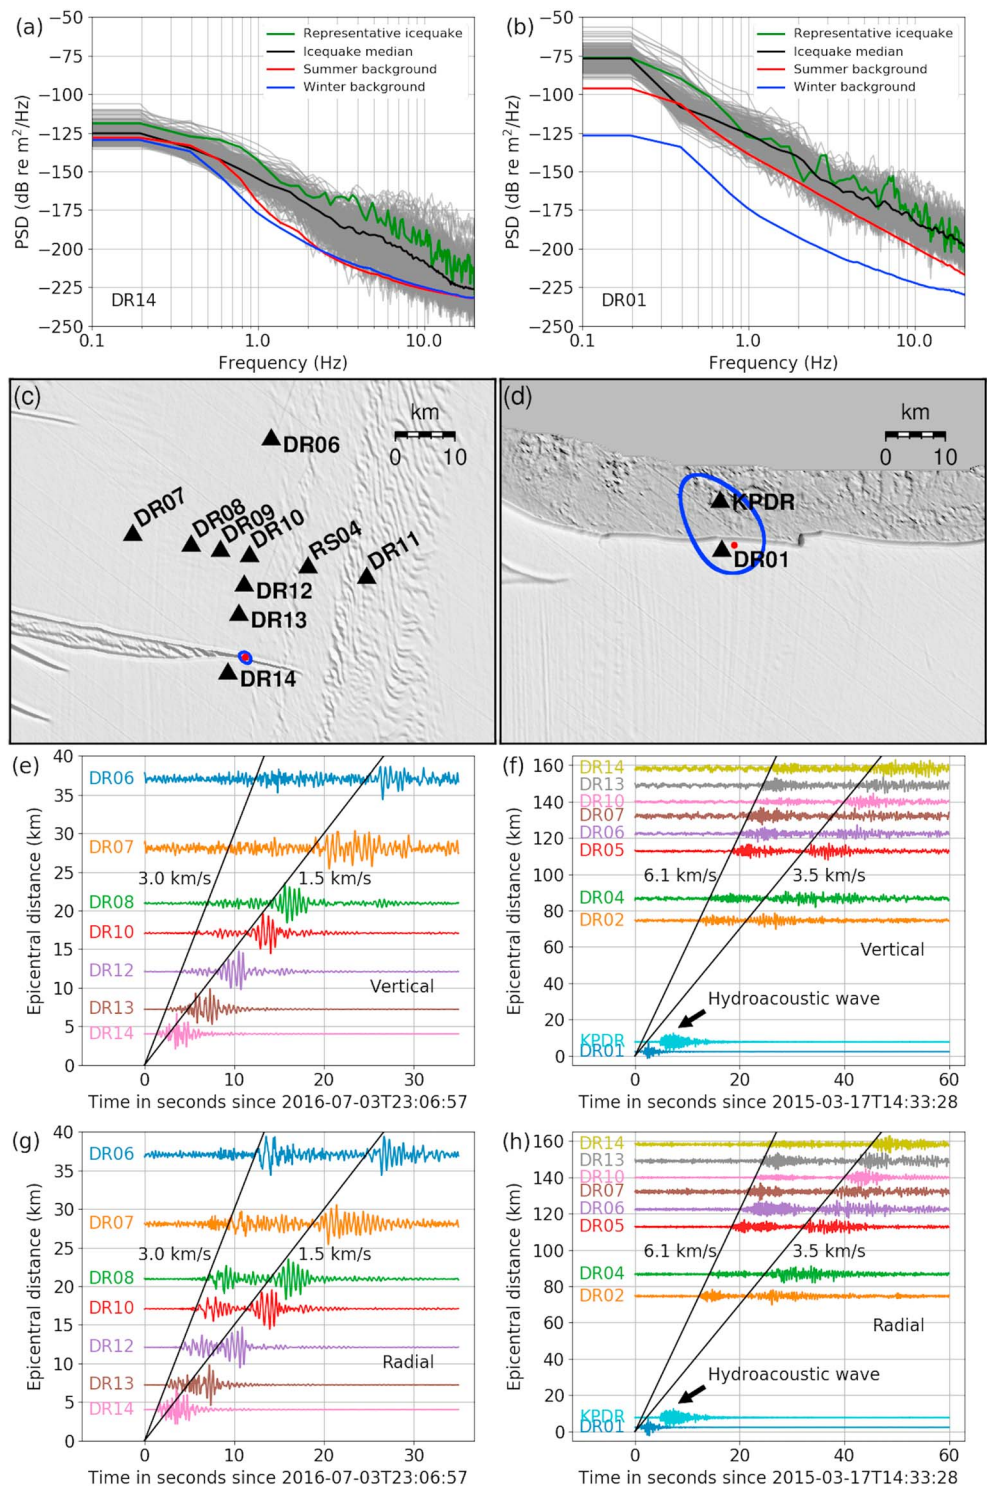 (a)
−50
−75
−100
−125
−150
−175
−200
−225
−250
PSD (dB re m²/Hz)
Representative icequake
Icequake median
Summer background
Winter background
DR14
0.1
1.0
10.0
Frequency (Hz)
(b)
−50
−75
−100
−125
−150
−175
−200
−225
−250
PSD (dB re m²/Hz)
Representative icequake
Icequake median
Summer background
Winter background
DR01
0.1
1.0
10.0
Frequency (Hz)
(c)
km
0 10
DR06
DR07
DR08
DR09
DR10
RS04
DR11
DR12
DR13
DR14
(d)
km
0 10
KPDR
DR01
(e)
40
35
30
25
20
15
10
5
0
Epicentral distance (km)
DR06
DR07
3.0 km/s
1.5 km/s
DR08
DR10
DR12
Vertical
DR13
DR14
0
10
20
30
Time in seconds since 2016-07-03T23:06:57
(f)
160
140
120
100
80
60
40
20
0
Epicentral distance (km)
DR14
DR13
DR10
DR07
DR06
DR05
6.1 km/s
3.5 km/s
DR04
DR02
Vertical
Hydroacoustic wave
KPDR
DR01
0
20
40
60
Time in seconds since 2015-03-17T14:33:28
(g)
40
35
30
25
20
15
10
5
0
Epicentral distance (km)
DR06
DR07
3.0 km/s
1.5 km/s
DR08
DR10
DR12
Radial
DR13
DR14
0
10
20
30
Time in seconds since 2016-07-03T23:06:57
(h)
160
140
120
100
80
60
40
20
0
Epicentral distance (km)
DR14
DR13
DR10
DR07
DR06
DR05
6.1 km/s
3.5 km/s
DR04
DR02
Radial
Hydroacoustic wave
KPDR
DR01
0
20
40
60
Time in seconds since 2015-03-17T14:33:28